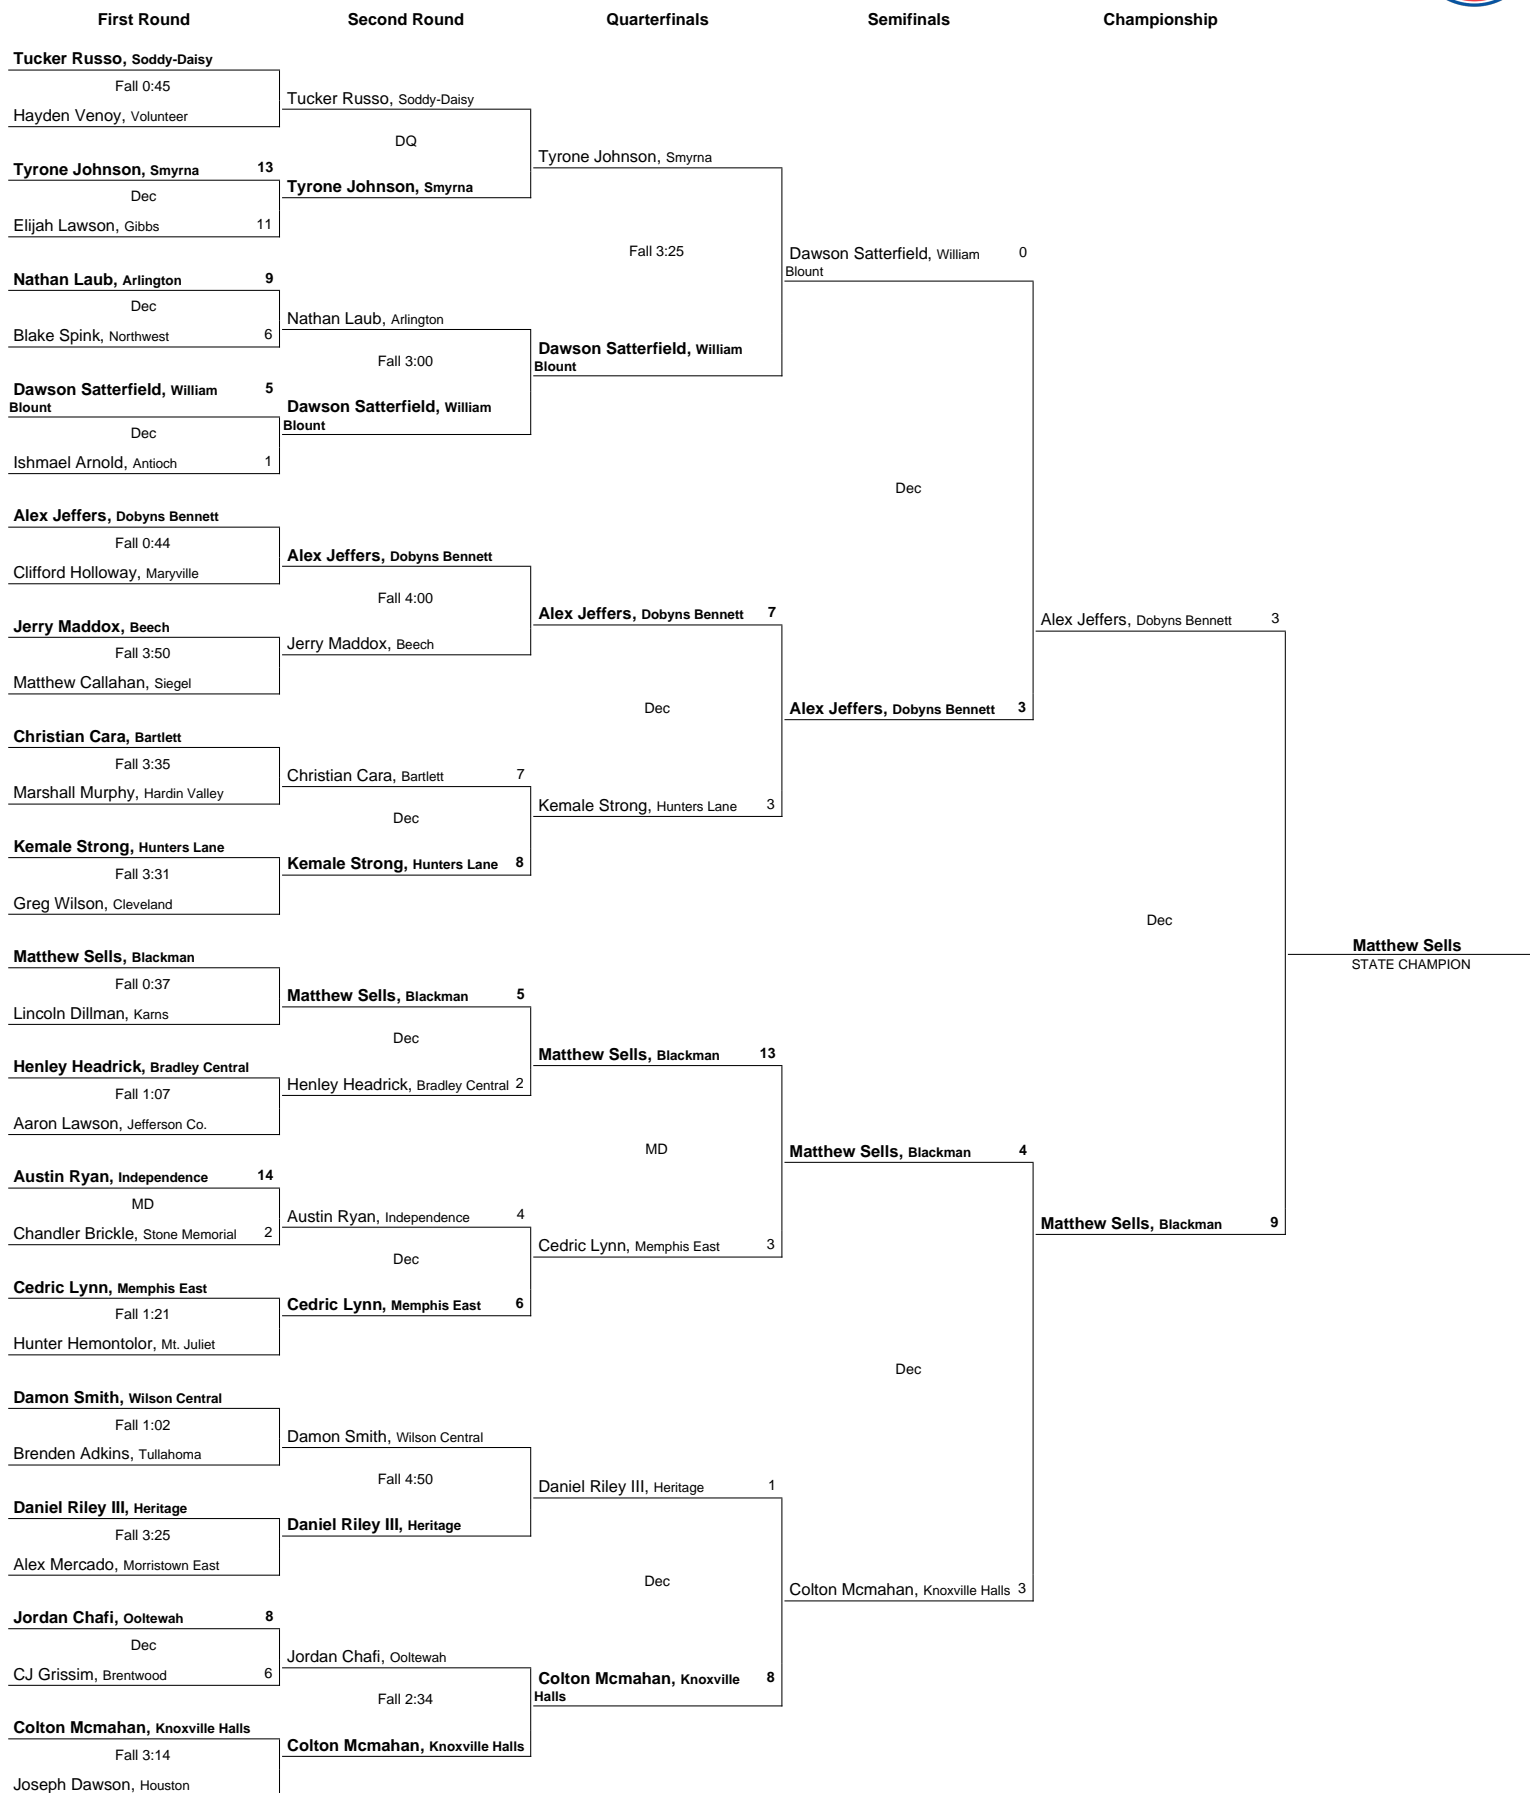 First Round Second Round Quarterfinals Semifinals Championship
Tucker Russo, Soddy-Daisy
Fall 0:45
Hayden Venoy, Volunteer
Tyrone Johnson, Smyrna 13
Dec
Elijah Lawson, Gibbs 11
Nathan Laub, Arlington 9
Dec
Blake Spink, Northwest 6
Dawson Satterfield, William 5
Blount
Dec
Ishmael Arnold, Antioch 1
Alex Jeffers, Dobyns Bennett
Fall 0:44
Clifford Holloway, Maryville
Jerry Maddox, Beech
Fall 3:50
Matthew Callahan, Siegel
Christian Cara, Bartlett
Fall 3:35
Marshall Murphy, Hardin Valley
Kemale Strong, Hunters Lane
Fall 3:31
Greg Wilson, Cleveland
Matthew Sells, Blackman
Fall 0:37
Lincoln Dillman, Karns
Henley Headrick, Bradley Central
Fall 1:07
Aaron Lawson, Jefferson Co.
Austin Ryan, Independence 14
MD
Chandler Brickle, Stone Memorial 2
Cedric Lynn, Memphis East
Fall 1:21
Hunter Hemontolor, Mt. Juliet
Damon Smith, Wilson Central
Fall 1:02
Brenden Adkins, Tullahoma
Daniel Riley III, Heritage
Fall 3:25
Alex Mercado, Morristown East
Jordan Chafi, Ooltewah 8
Dec
CJ Grissim, Brentwood 6
Colton Mcmahan, Knoxville Halls
Fall 3:14
Joseph Dawson, Houston
Tucker Russo, Soddy-Daisy
DQ
Tyrone Johnson, Smyrna
Nathan Laub, Arlington
Fall 3:00
Dawson Satterfield, William
Blount
Alex Jeffers, Dobyns Bennett
Fall 4:00
Jerry Maddox, Beech
Christian Cara, Bartlett 7
Dec
Kemale Strong, Hunters Lane 8
Matthew Sells, Blackman 5
Dec
Henley Headrick, Bradley Central 2
Austin Ryan, Independence 4
Dec
Cedric Lynn, Memphis East 6
Damon Smith, Wilson Central
Fall 4:50
Daniel Riley III, Heritage
Jordan Chafi, Ooltewah
Fall 2:34
Colton Mcmahan, Knoxville Halls
Tyrone Johnson, Smyrna
Fall 3:25
Dawson Satterfield, William
Blount
Alex Jeffers, Dobyns Bennett 7
Dec
Kemale Strong, Hunters Lane 3
Matthew Sells, Blackman 13
MD
Cedric Lynn, Memphis East 3
Daniel Riley III, Heritage 1
Dec
Colton Mcmahan, Knoxville 8
Halls
Dawson Satterfield, William 0
Blount
Dec
Alex Jeffers, Dobyns Bennett 3
Matthew Sells, Blackman 4
Dec
Colton Mcmahan, Knoxville Halls 3
Alex Jeffers, Dobyns Bennett 3
Dec
Matthew Sells, Blackman 9
Matthew Sells
STATE CHAMPION